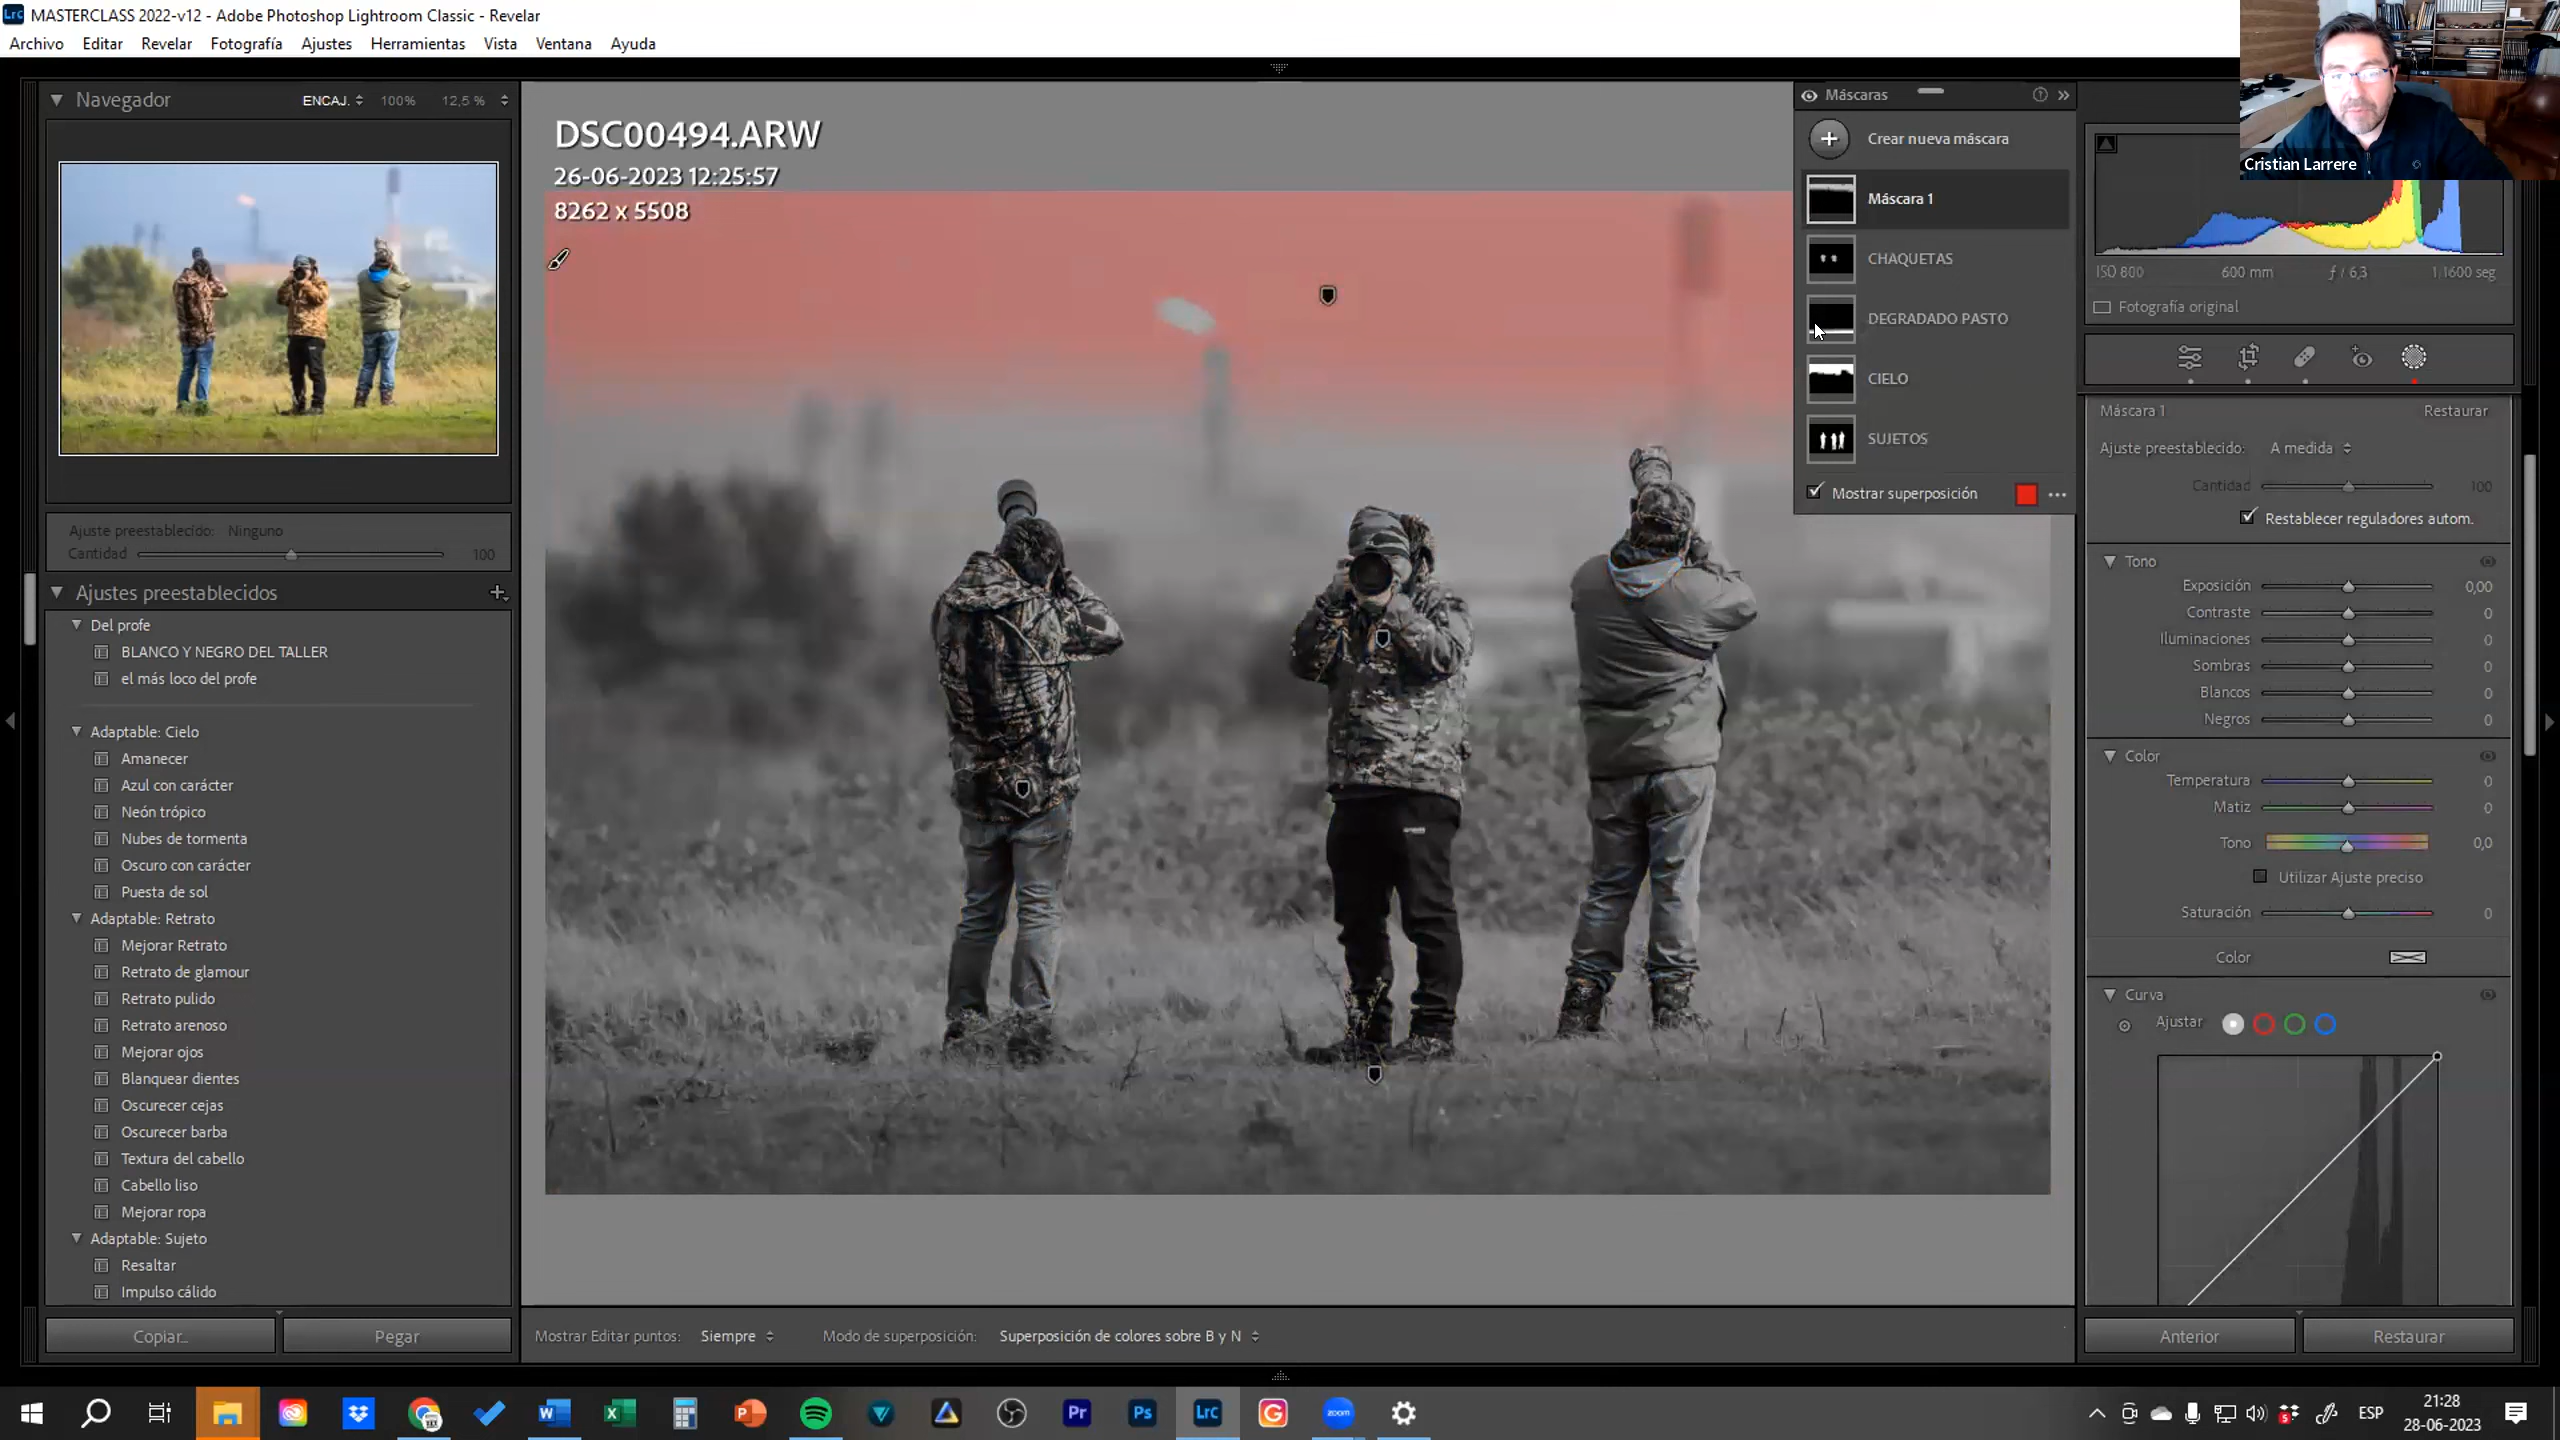 MASTERCLASS 2022-v12 - Adobe Photoshop Lightroom Classic - Revelar
Archivo Editar Revelar Fotografía Ajustes Herramientas Vista Ventana Ayuda
Cristian Larrere
Navegador ENCAJ. 100% 12,5 %
Ajuste preestablecido: Ninguno
Cantidad 100
Ajustes preestablecidos
Del profe
BLANCO Y NEGRO DEL TALLER
el más loco del profe
Adaptable: Cielo
Amanecer
Azul con carácter
Neón trópico
Nubes de tormenta
Oscuro con carácter
Puesta de sol
Adaptable: Retrato
Mejorar Retrato
Retrato de glamour
Retrato pulido
Retrato arenoso
Mejorar ojos
Blanquear dientes
Oscurecer cejas
Oscurecer barba
Textura del cabello
Cabello liso
Mejorar ropa
Adaptable: Sujeto
Resaltar
Impulso cálido
Copiar... Pegar
DSC00494.ARW
26-06-2023 12:25:57
8262 x 5508
Máscaras
Crear nueva máscara
Máscara 1
CHAQUETAS
DEGRADADO PASTO
CIELO
SUJETOS
Mostrar superposición
Mostrar Editar puntos: Siempre Modo de superposición: Superposición de colores sobre B y N
ISO 800 600 mm ƒ / 6,3 1,1600 seg
Fotografía original
Máscara 1 Restaurar
Ajuste preestablecido: A medida
Cantidad 100
Restablecer reguladores autom.
Tono
Exposición 0,00
Contraste 0
Iluminaciones 0
Sombras 0
Blancos 0
Negros 0
Color
Temperatura 0
Matiz 0
Tono 0,0
Utilizar Ajuste preciso
Saturación 0
Color
Curva
Ajustar
Anterior Restaurar
Pr Ps LrC zoom ESP
21:28
28-06-2023